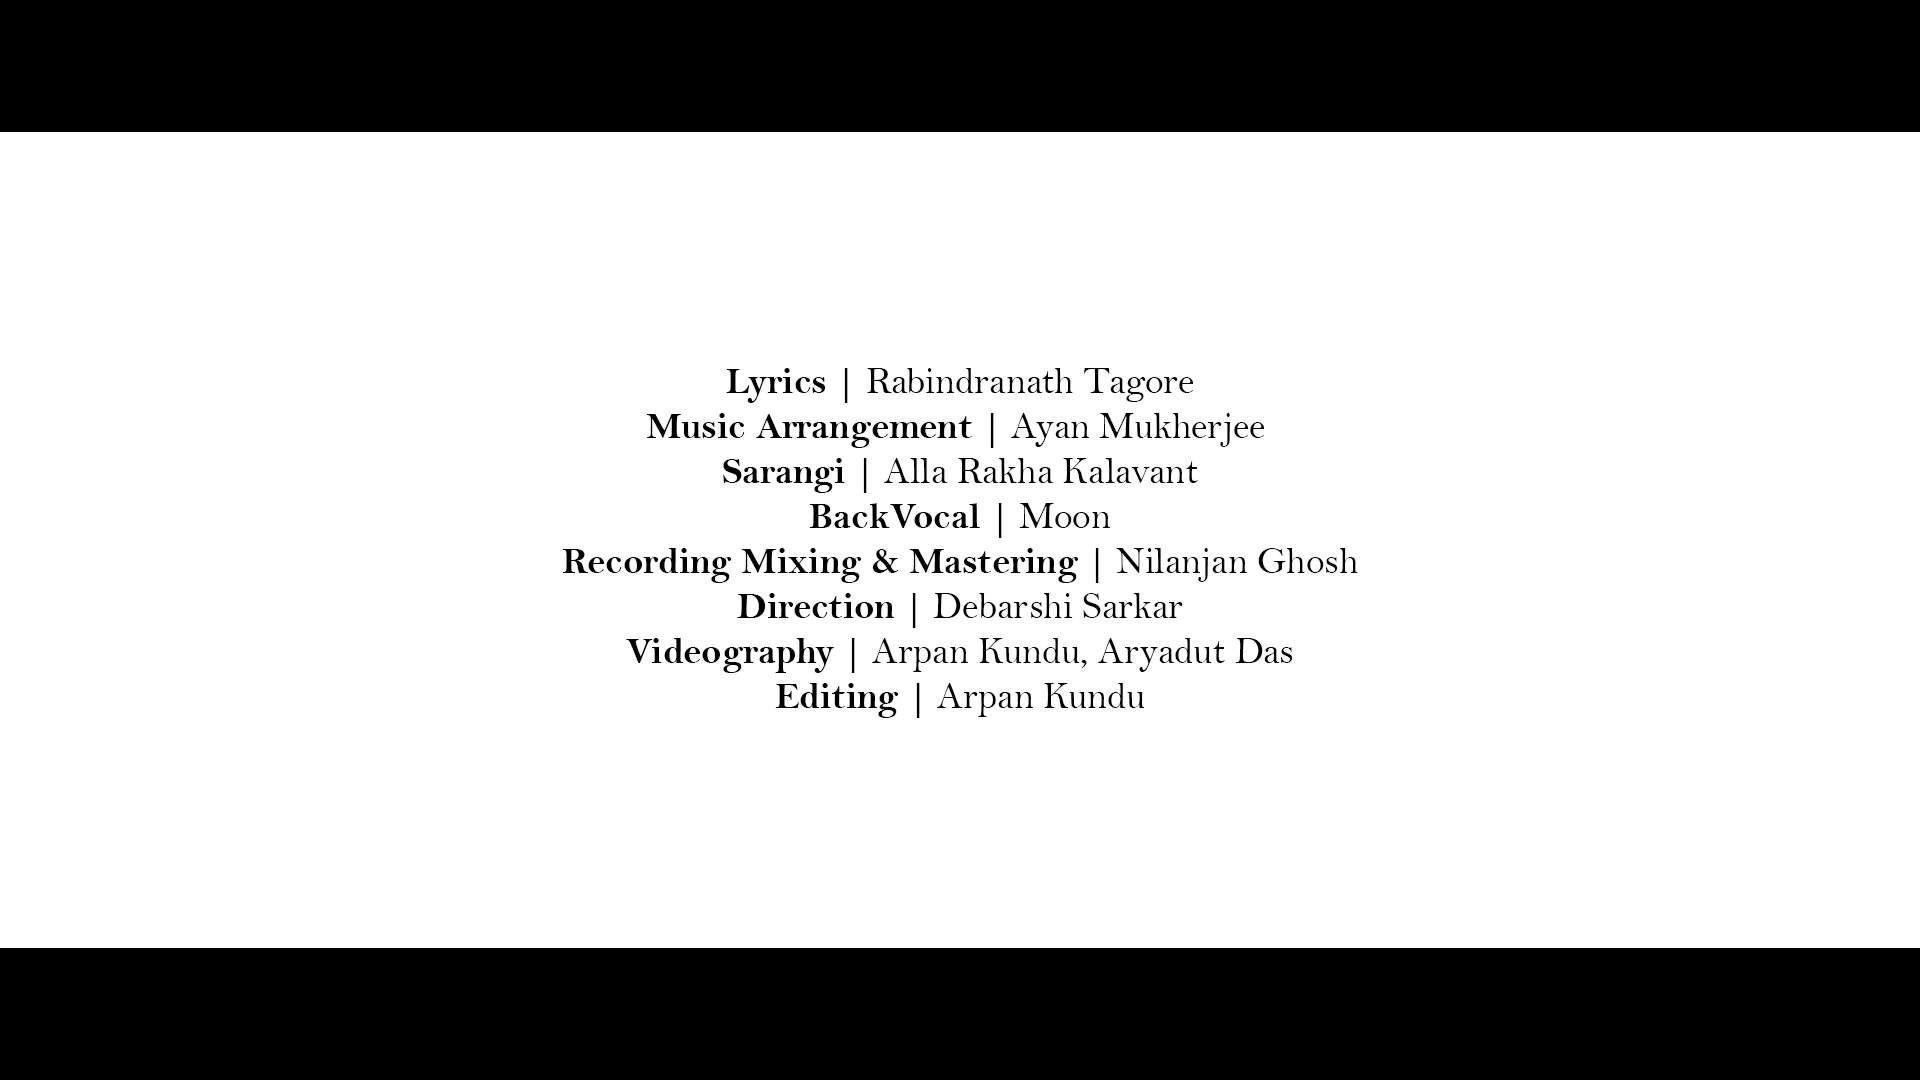 Lyrics | Rabindranath Tagore
Music Arrangement | Ayan Mukherjee
Sarangi | Alla Rakha Kalavant
BackVocal | Moon
Recording Mixing & Mastering | Nilanjan Ghosh
Direction | Debarshi Sarkar
Videography | Arpan Kundu, Aryadut Das
Editing | Arpan Kundu